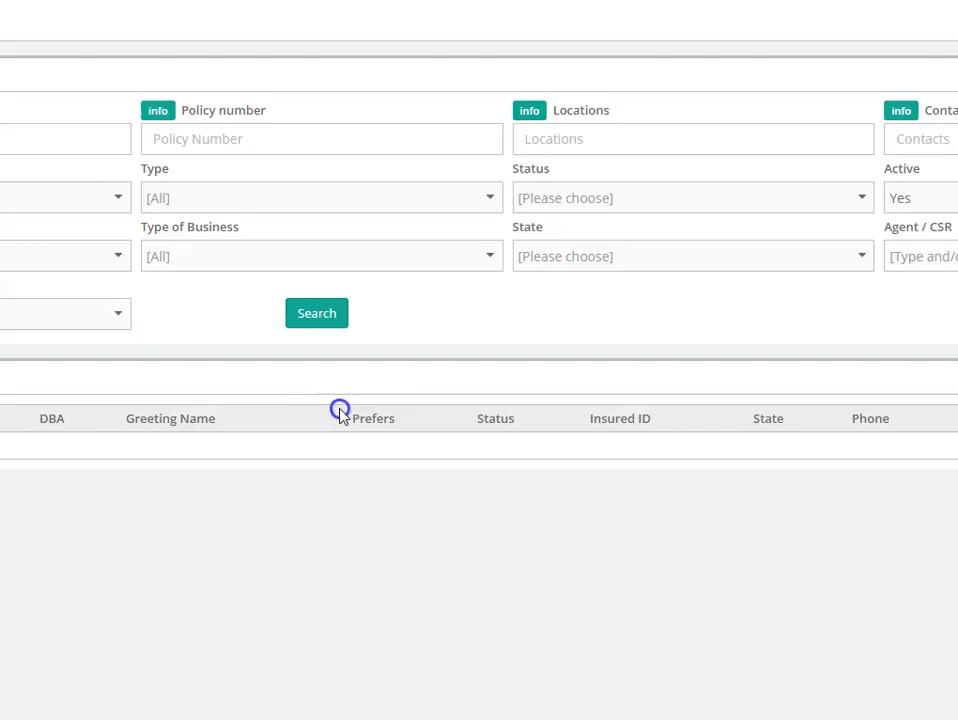 info Policy number info Locations info Conta
Policy Number Locations Contacts
Type Status Active
[All] [Please choose] Yes
Type of Business State Agent / CSR
[All] [Please choose] [Type and/c
Search
DBA Greeting Name Prefers Status Insured ID State Phone